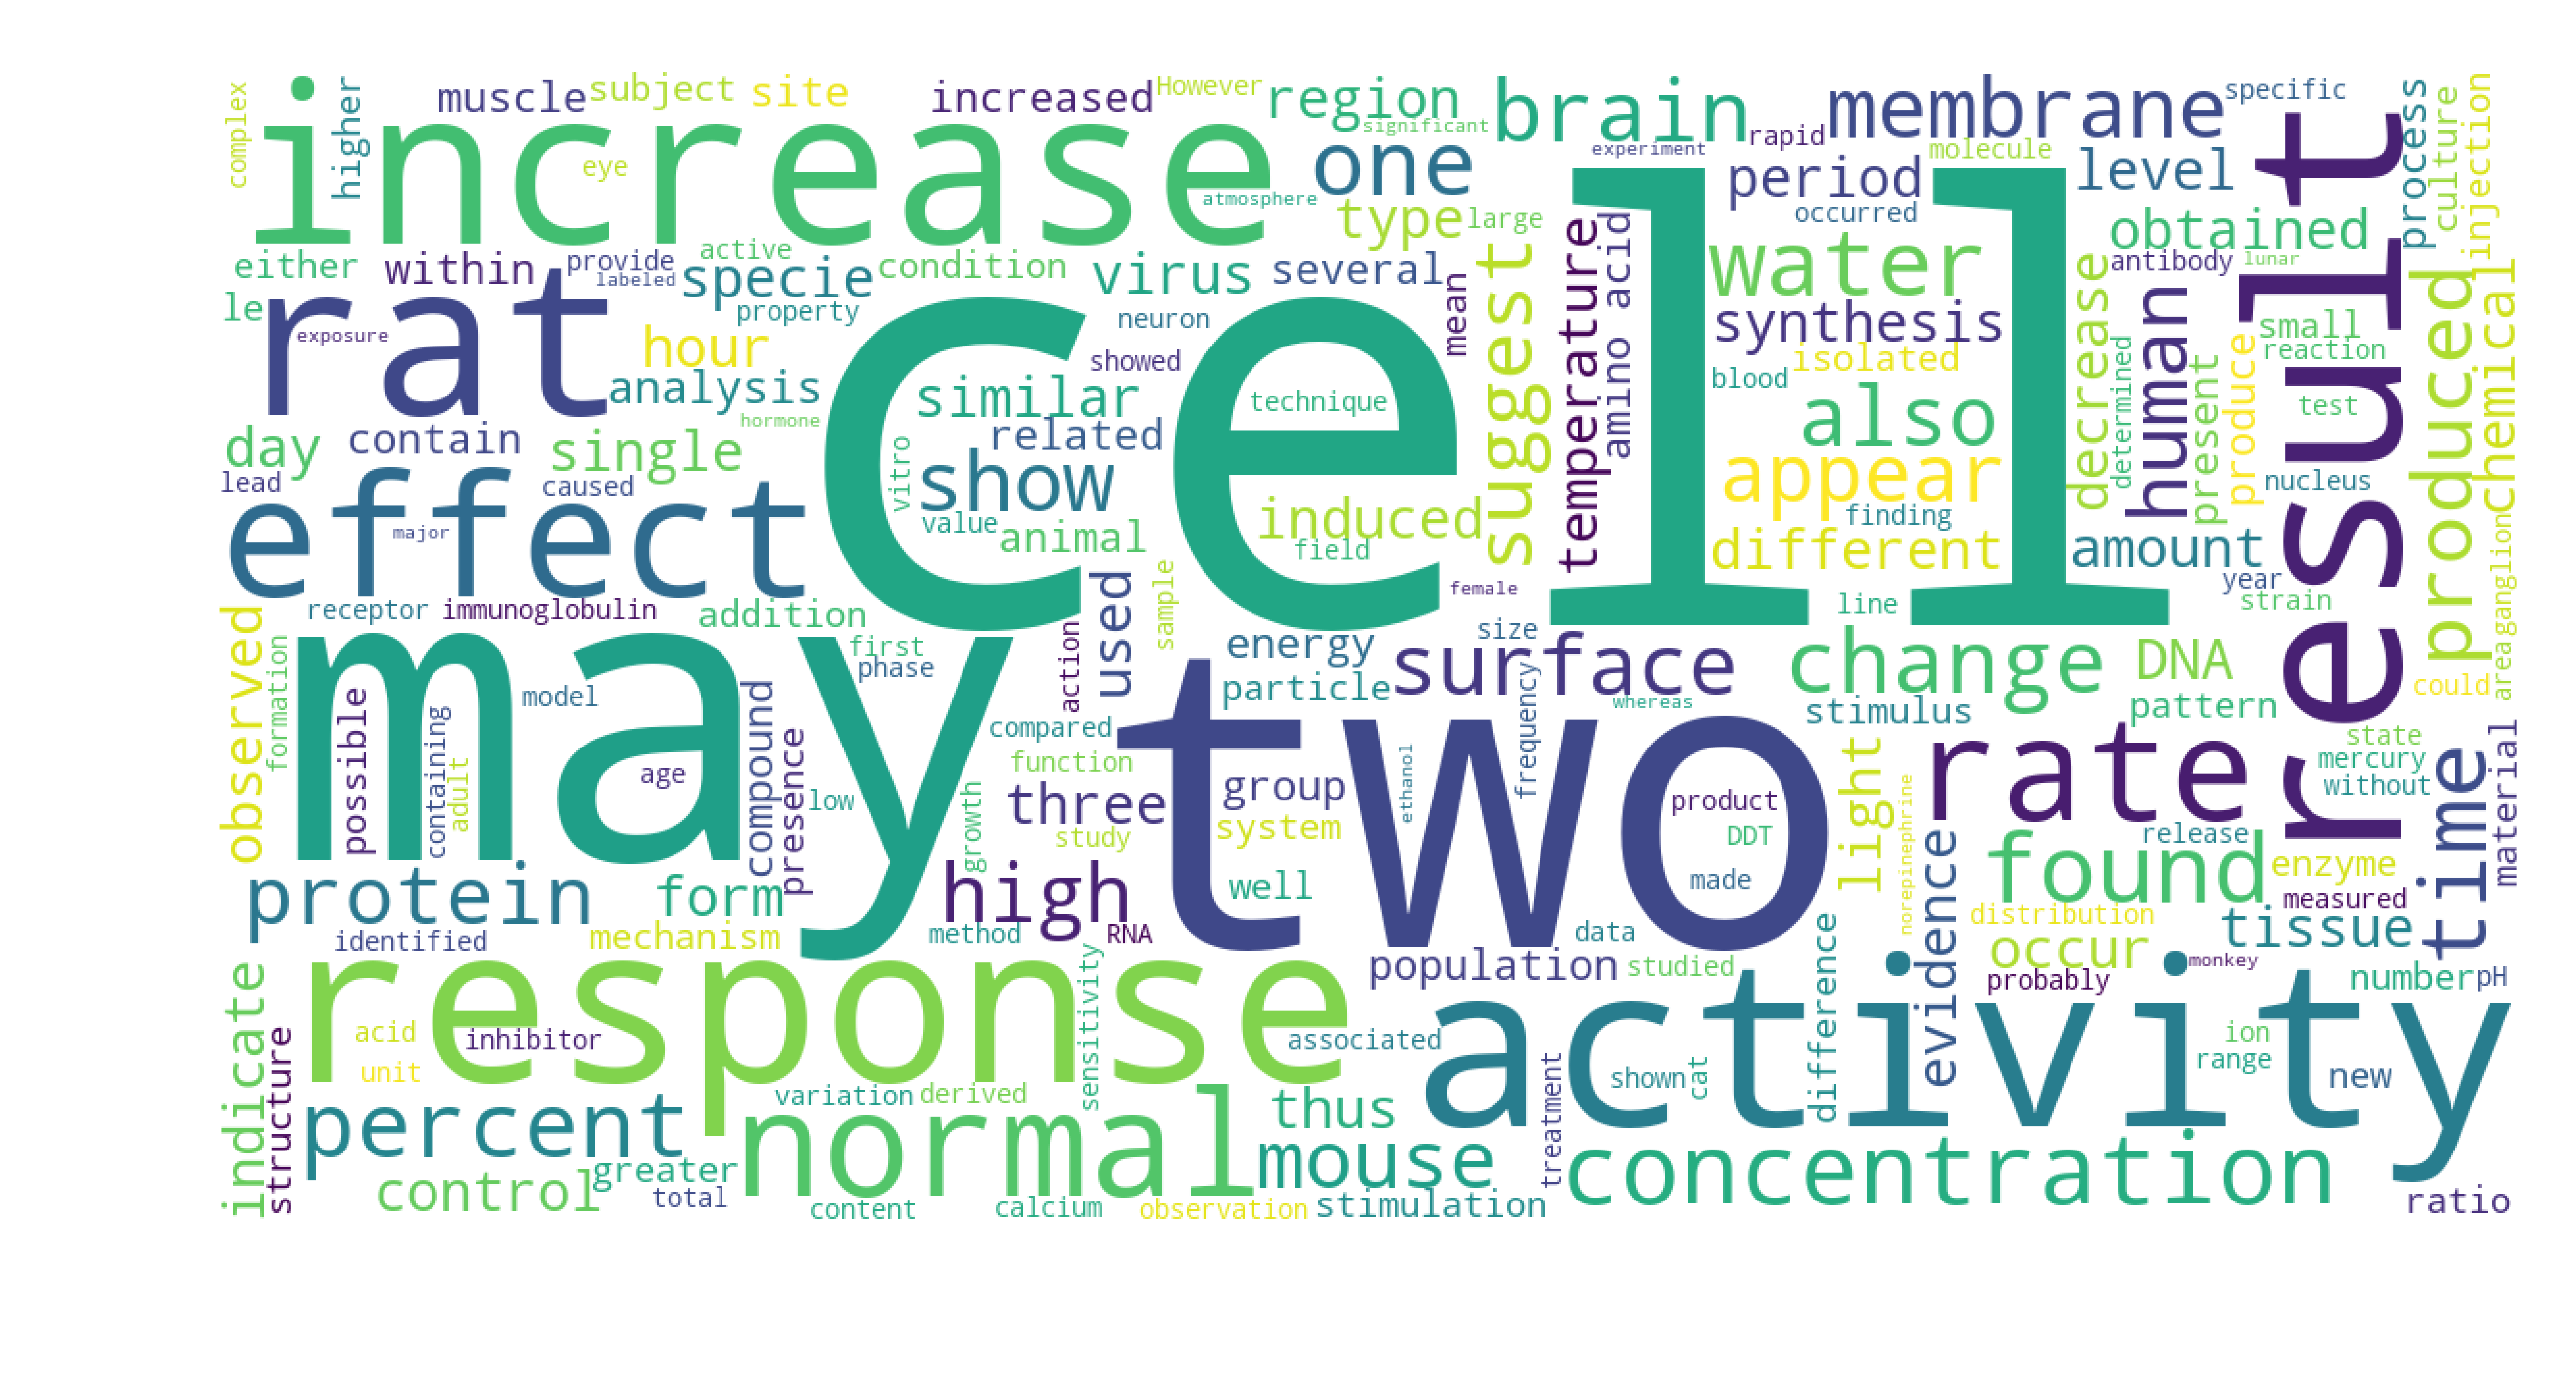 complex
higher
increase
muscle
subject
site
eye
increased
However
region
significant
brain
rapid
membrane
specific
process
culture
injection
experiment
molecule
one
period
level
result
atmosphere
type
large
occurred
obtained
either
within
provide
labeled
active
specie
condition
virus
several
suggest
temperature
amino acid
water
antibody
lunar
decrease
human
produced
chemical
le
rat
exposure
property
neuron
mean
synthesis
small
hour
showed
isolated
reaction
analysis
cell
similar
technique
blood
determined
present
produce
test
hormone
also
day
contain
single
related
vitro
show
appear
nucleus
lead
effect
caused
major
value
animal
induced
field
finding
different
amount
year
female
receptor
immunoglobulin
addition
used
sample
line
strain
area
ganglion
observed
formation
may
first
phase
action
energy
size
surface
change
DNA
could
possible
model
compound
particle
frequency
whereas
stimulus
pattern
containing
adult
age
presence
low
compared
two
function
group
ethanol
product
light
norepinephrine
rate
state
mercury
without
time
material
three
growth
study
system
DDT
release
evidence
found
enzyme
protein
form
high
well
made
measured
distribution
identified
mechanism
method
RNA
data
occur
tissue
indicate
response
sensitivity
population
studied
difference
probably
monkey
number
pH
structure
acid
inhibitor
associated
activity
ion
unit
treatment
shown
cat
range
new
percent
variation
derived
thus
normal
mouse
concentration
control
greater
total
content
calcium
observation
stimulation
ratio